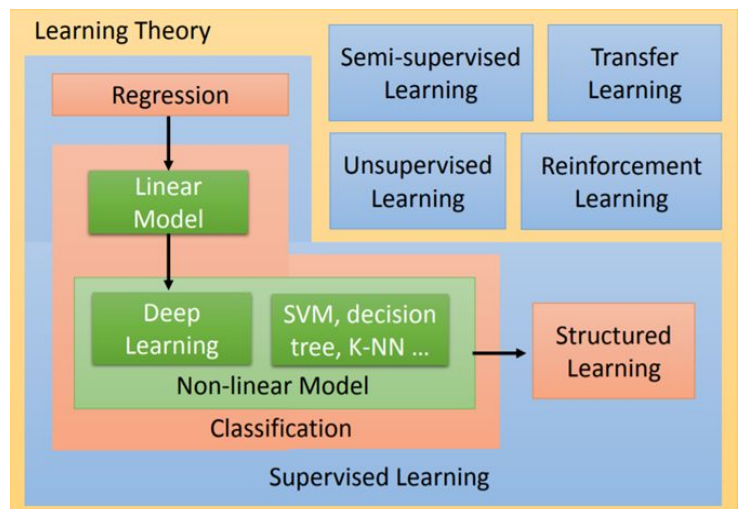 Learning Theory
Regression
Linear
Model
Deep
Learning
SVM, decision
tree, K-NN ...
Non-linear Model
Classification
Supervised Learning
Structured
Learning
Semi-supervised
Learning
Transfer
Learning
Unsupervised
Learning
Reinforcement
Learning